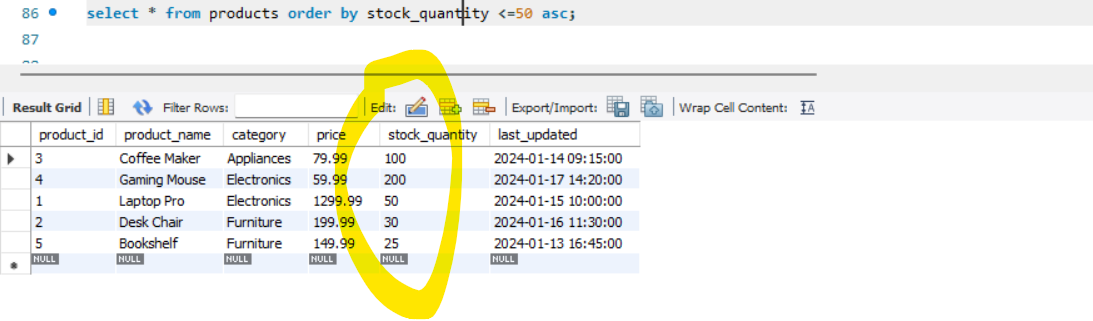 86 select * from products order by stock_quantity <=50 asc;
87
Result Grid Filter Rows: Edit: Export/Import: Wrap Cell Content:
product_id product_name category price stock_quantity last_updated
3 Coffee Maker Appliances 79.99 100 2024-01-14 09:15:00
4 Gaming Mouse Electronics 59.99 200 2024-01-17 14:20:00
1 Laptop Pro Electronics 1299.99 50 2024-01-15 10:00:00
2 Desk Chair Furniture 199.99 30 2024-01-16 11:30:00
5 Bookshelf Furniture 149.99 25 2024-01-13 16:45:00
NULL NULL NULL NULL NULL NULL